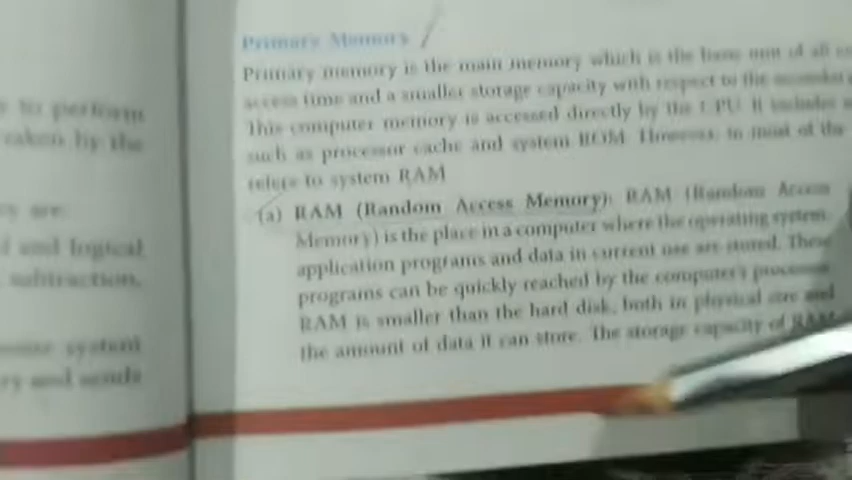 to perform
taken by the
y are:
d and logical
subtraction,
system
ry and sends
Primary Memory
Primary memory is the main memory which is the basic unit of all
access time and a smaller storage capacity with respect to the secondary
This computer memory is accessed directly by the CPU. It includes
such as processor cache and system ROM. However, in most of the
refers to system RAM
(a) RAM (Random Access Memory): RAM (Random Access
Memory) is the place in a computer where the operating system,
application programs and data in current use are stored. These
programs can be quickly reached by the computer's processor.
RAM is smaller than the hard disk, both in physical size and
the amount of data it can store. The storage capacity of RAM